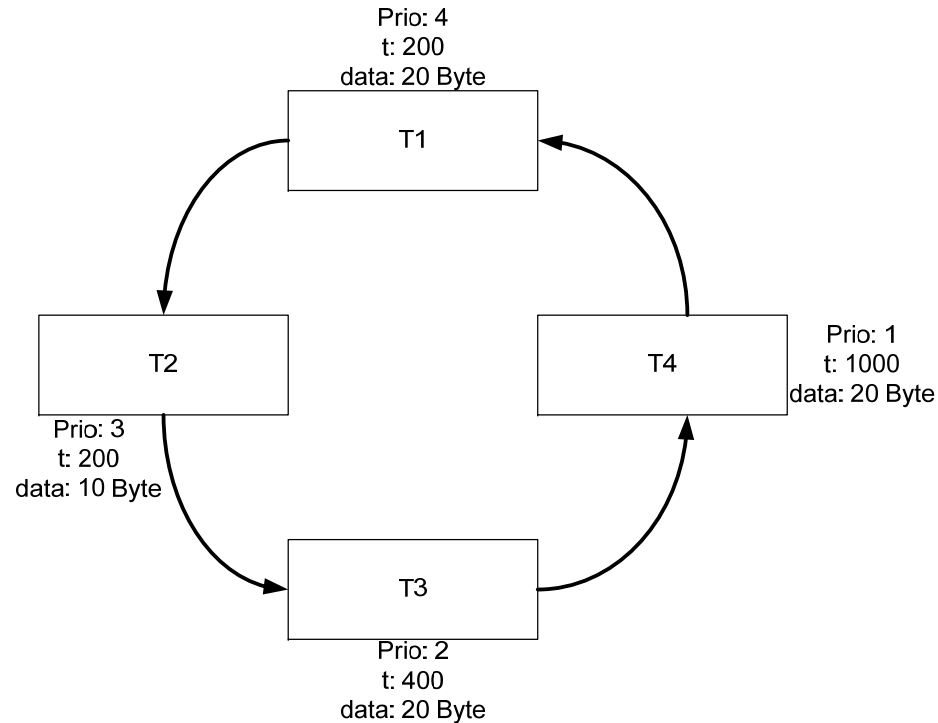 Prio: 4
t: 200
data: 20 Byte
T1
T2
Prio: 3
t: 200
data: 10 Byte
T4
Prio: 1
t: 1000
data: 20 Byte
T3
Prio: 2
t: 400
data: 20 Byte